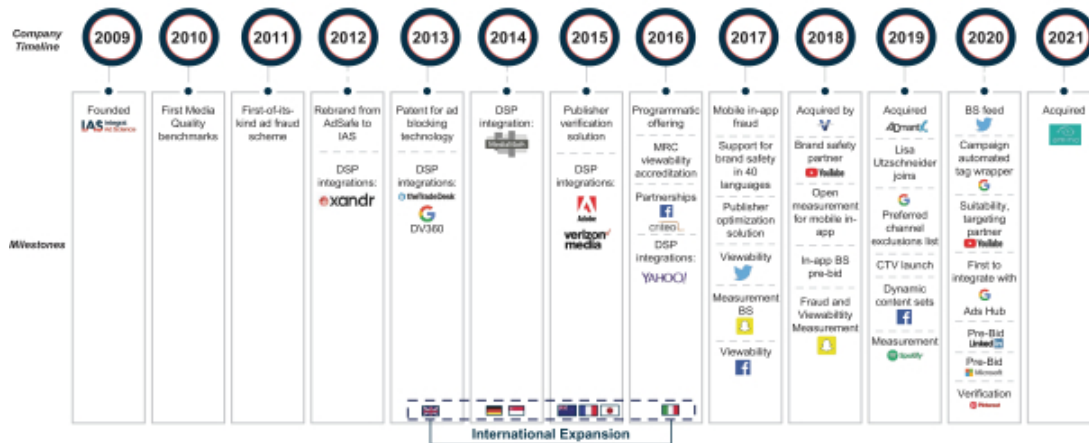 Company
Timeline
2009
2010
2011
2012
2013
2014
2015
2016
2017
2018
2019
2020
2021
Milestones
Founded
IAS Integral
Ad Science
First Media
Quality
benchmarks
First-of-its-
kind ad fraud
scheme
Rebrand from
AdSafe to
IAS
DSP
integrations:
xandr
Patent for ad
blocking
technology
DSP
integrations:
theTradeDesk
G
DV360
DSP
integration:
MediaMath
Publisher
verification
solution
DSP
integrations:
Adobe
verizon
media
Programmatic
offering
MRC
viewability
accreditation
Partnerships
f
criteo
DSP
integrations:
YAHOO!
Mobile in-app
fraud
Support for
brand safety
in 40
languages
Publisher
optimization
solution
Viewability
Measurement
BS
Viewability
f
Acquired by
V
Brand safety
partner
YouTube
Open
measurement
for mobile in-
app
In-app BS
pre-bid
Fraud and
Viewabiltity
Measurement
Acquired
ADmantX
Lisa
Utzschneider
joins
G
Preferred
channel
exclusions list
CTV launch
Dynamic
content sets
f
Measurement
Spotify
BS feed
Campaign
automated
tag wrapper
G
Suitability,
targeting
partner
YouTube
First to
integrate with
G
Ads Hub
Pre-Bid
LinkedIn
Pre-Bid
Microsoft
Verification
Pinterest
Acquired
International Expansion